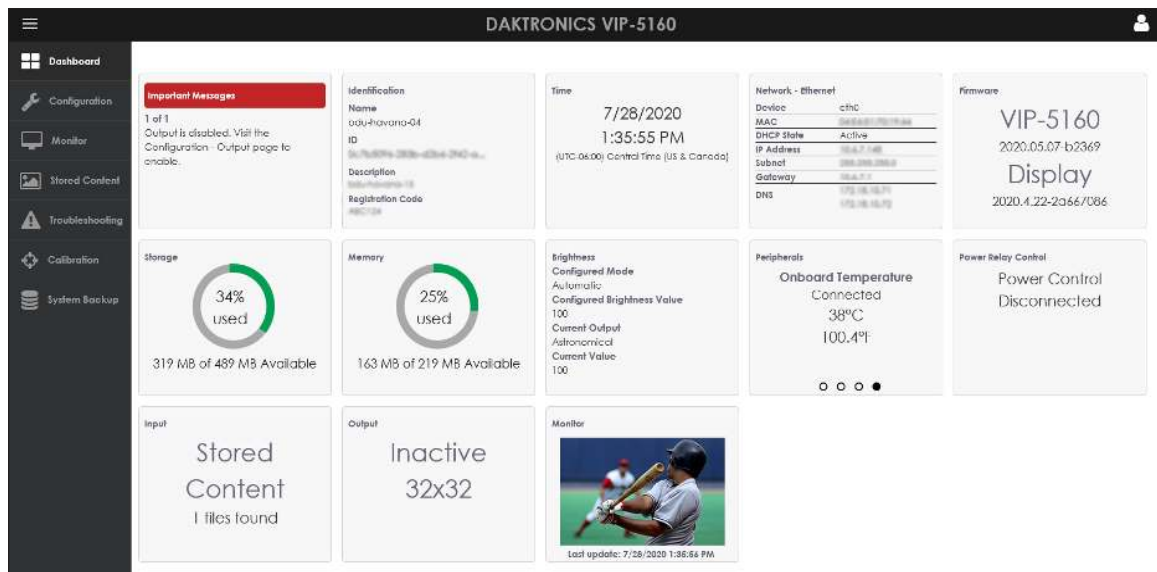 DAKTRONICS VIP-5160
Dashboard
Configuration
Monitor
Stored Content
Troubleshooting
Calibration
System Backup
Important Messages
1 of 1
Output is disabled. Visit the
Configuration - Output page to
enable.
Identification
Name
odu-havana-04
ID
Description
Registration Code
Time
7/28/2020
1:35:55 PM
(UTC-06:00) Central Time (US & Canada)
Network - Ethernet
Device eth0
MAC
DHCP State Active
IP Address
Subnet
Gateway
DNS
Firmware
VIP-5160
2020.05.07-b2369
Display
2020.4.22-2a667086
Storage
34%
used
319 MB of 489 MB Available
Memory
25%
used
163 MB of 219 MB Available
Brightness
Configured Mode
Automatic
Configured Brightness Value
100
Current Output
Astronomical
Current Value
100
Peripherals
Onboard Temperature
Connected
38°C
100.4°F
Power Relay Control
Power Control
Disconnected
Input
Stored
Content
1 files found
Output
Inactive
32x32
Monitor
Last update: 7/28/2020 1:35:56 PM